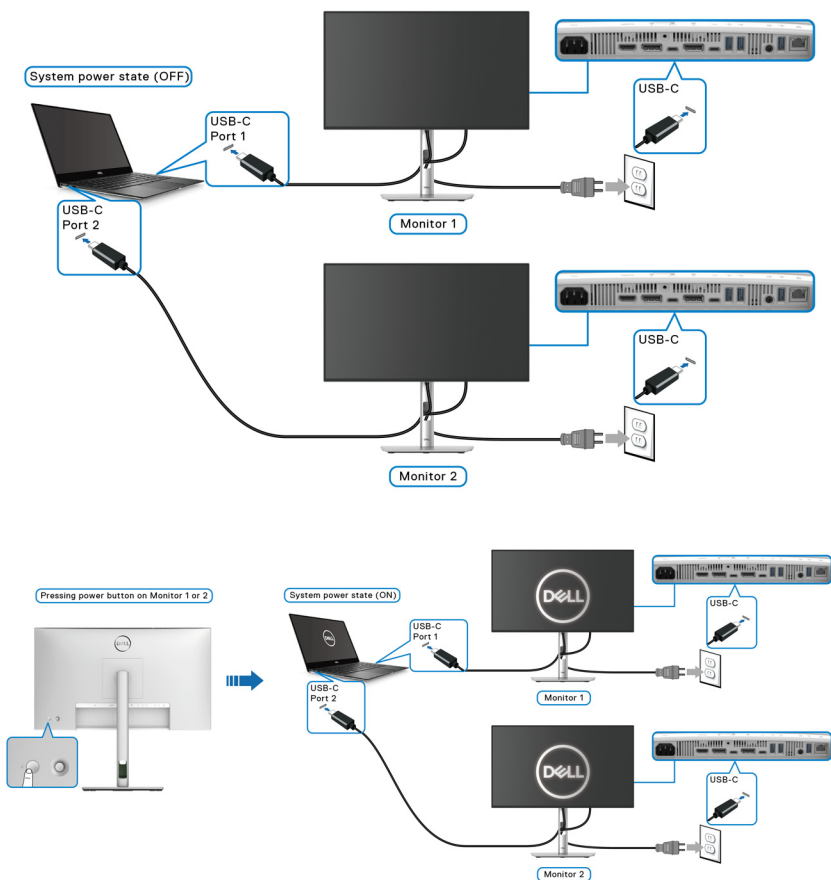 System power state (OFF)
USB-C
Port 1
USB-C
Monitor 1
USB-C
Port 2
USB-C
Monitor 2
Pressing power button on Monitor 1 or 2
DELL
System power state (ON)
DELL
USB-C
Port 1
DELL
USB-C
Monitor 1
USB-C
Port 2
DELL
USB-C
Monitor 2